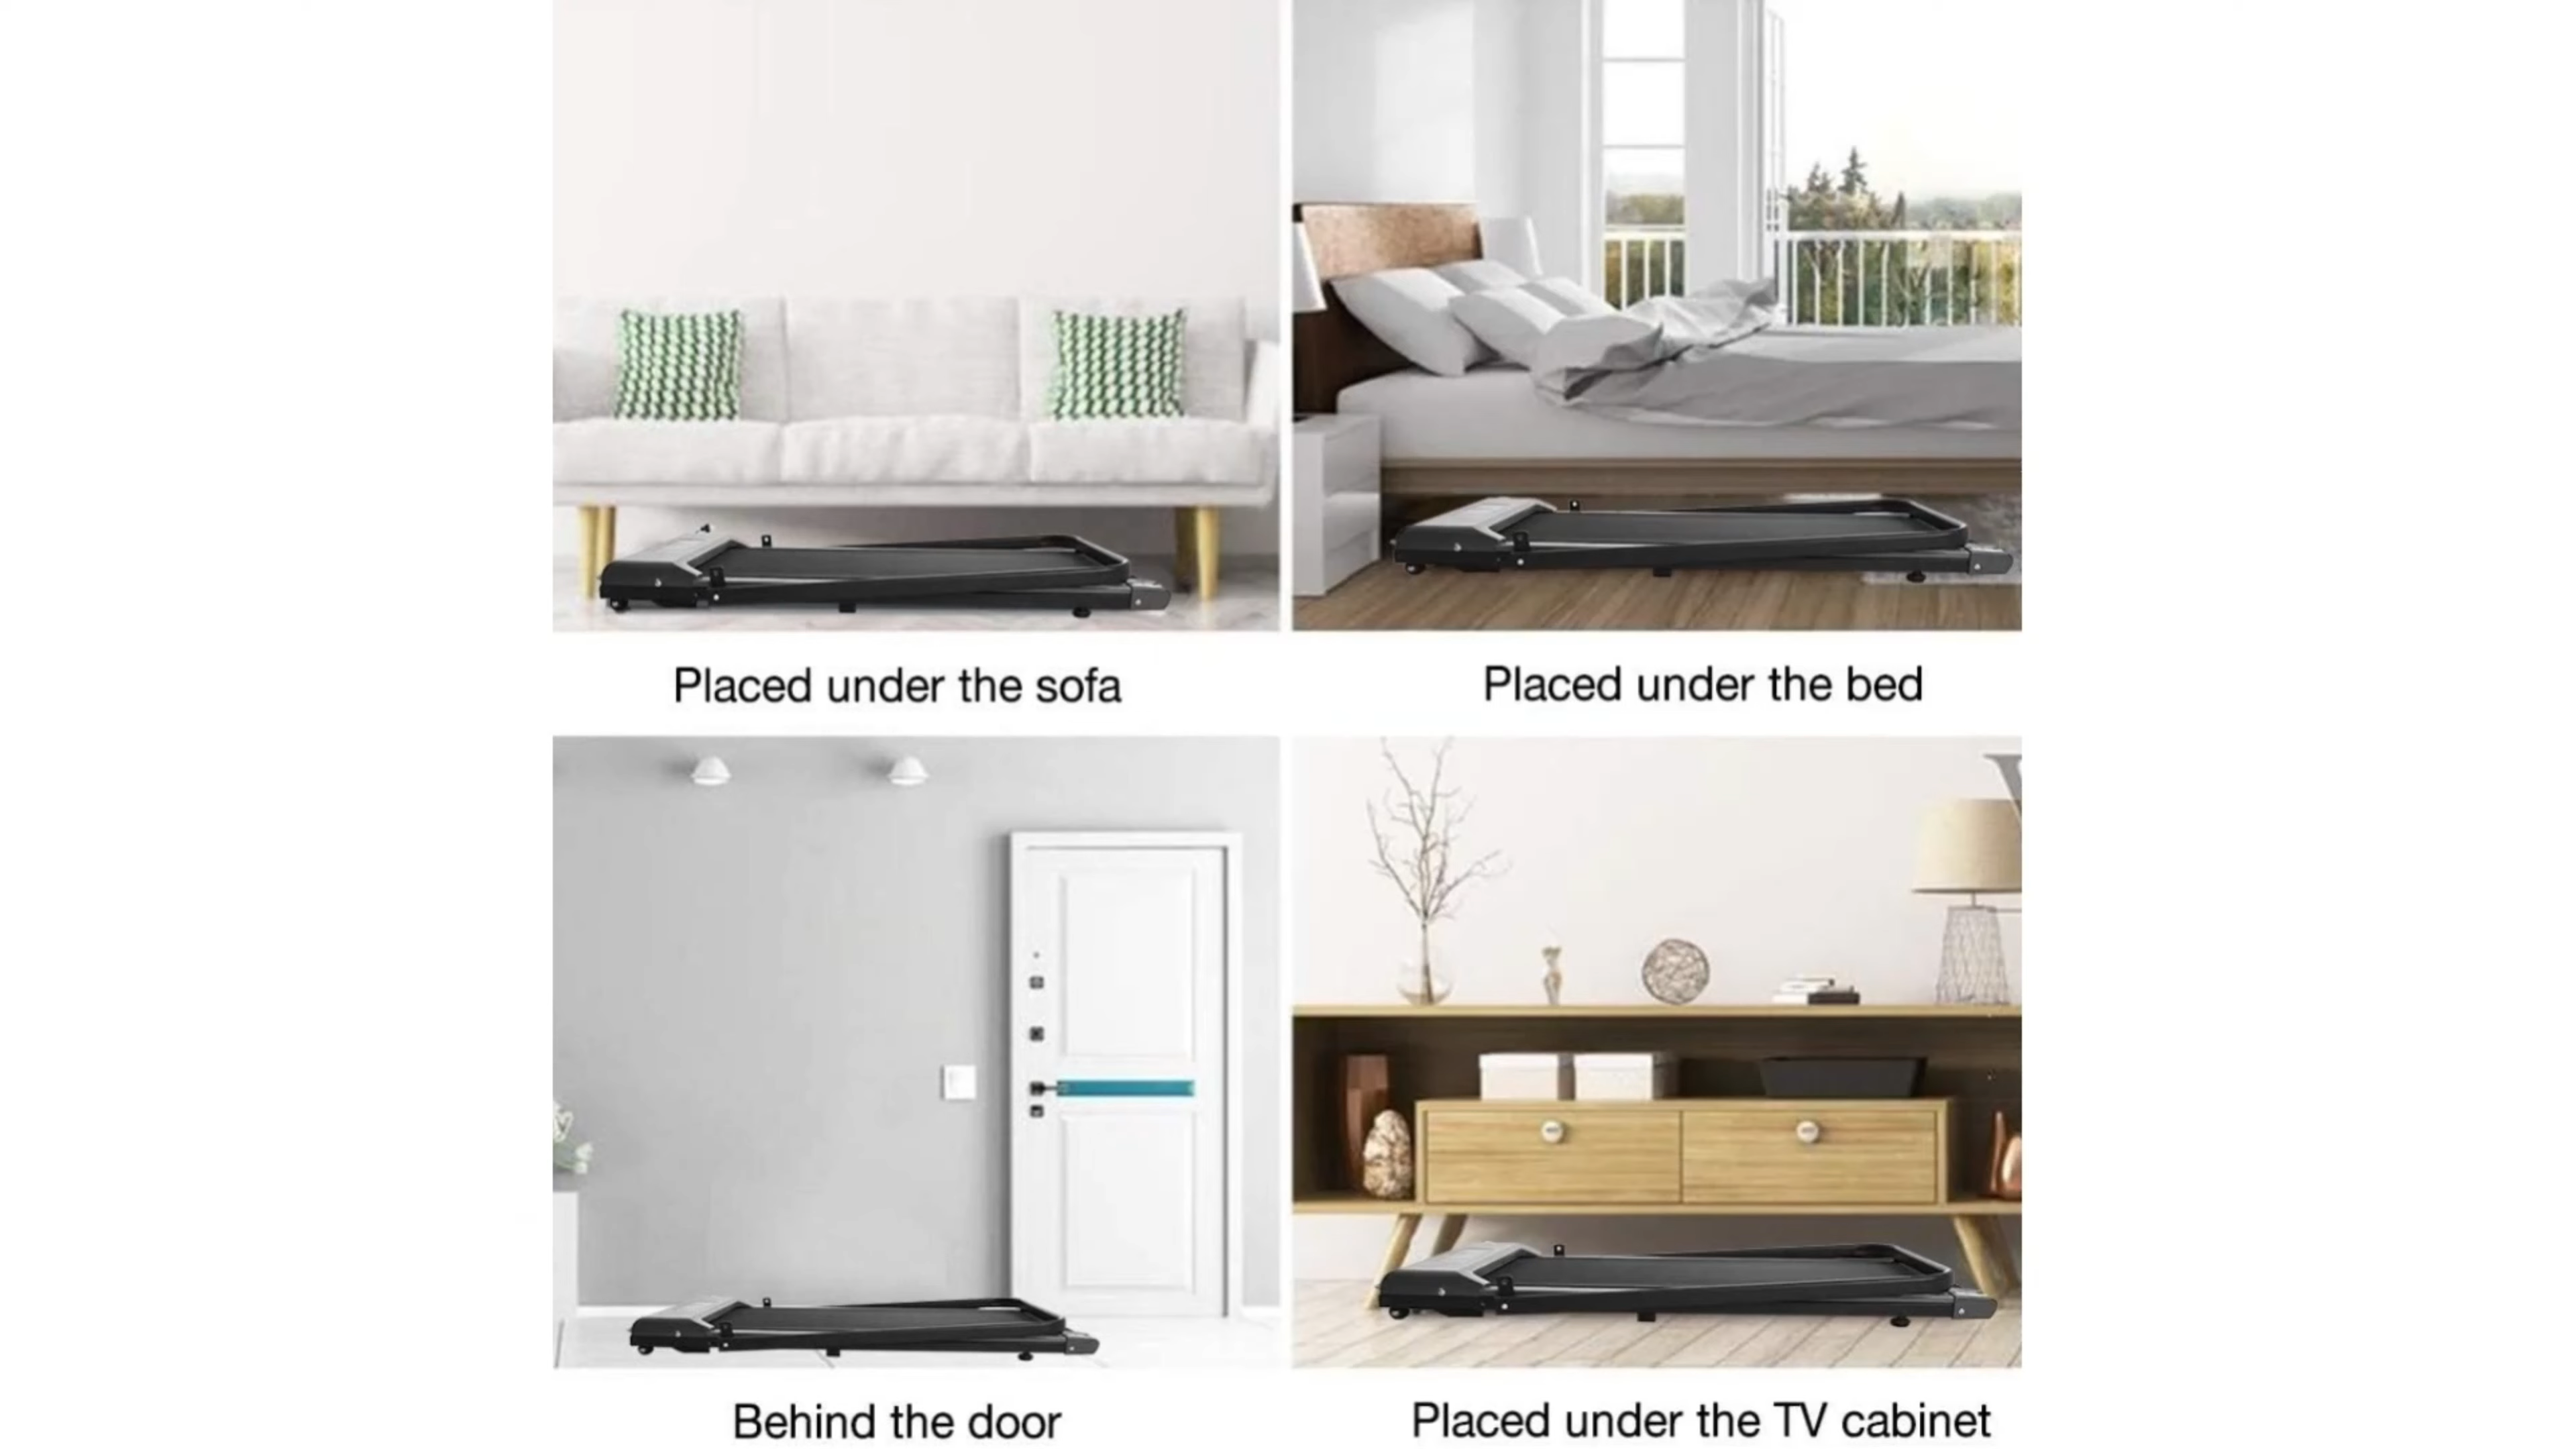 Placed under the sofa
Placed under the bed
Behind the door
Placed under the TV cabinet